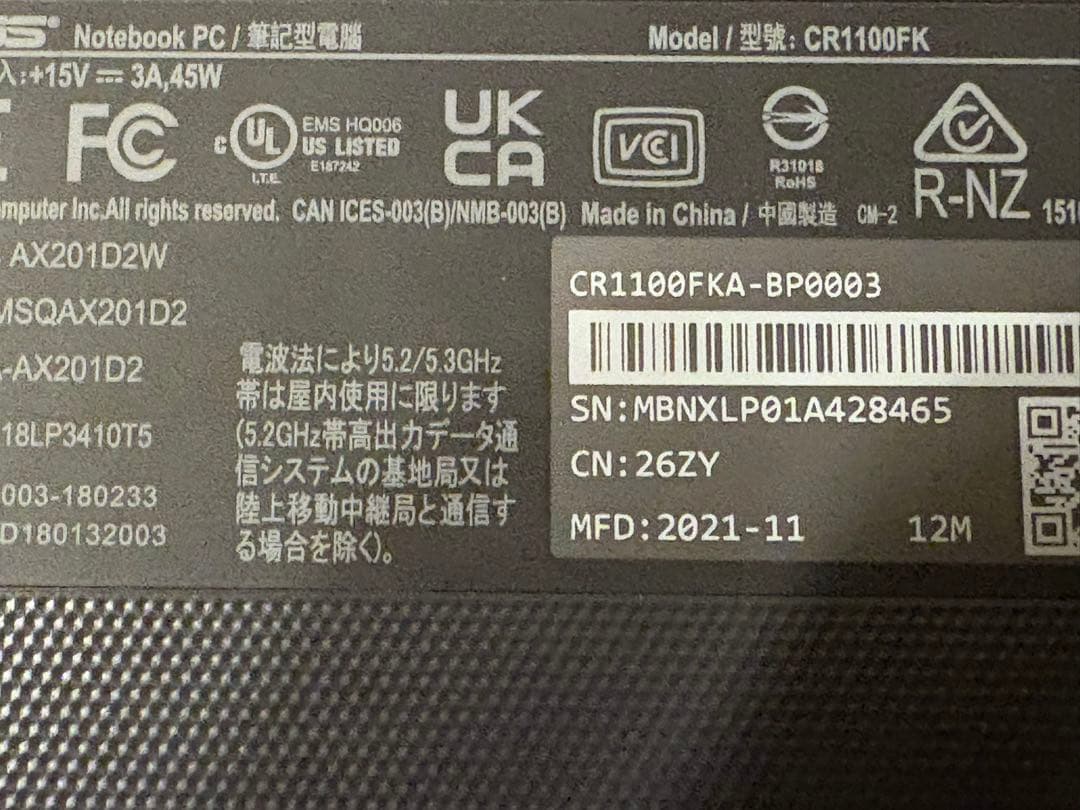 Notebook PC / 筆記型電腦
Model / 型號: CR1100FK
入:+15V ⎓ 3A,45W
FC
c UL US LISTED
EMS HQ006
E187242
I.T.E.
UK
CA
VCI
R31018
RoHS
R-NZ
Computer Inc.All rights reserved. CAN ICES-003(B)/NMB-003(B) Made in China / 中國製造 CM-2
AX201D2W
MSQAX201D2
-AX201D2
18LP3410T5
003-180233
D180132003
電波法により5.2/5.3GHz
帯は屋内使用に限ります
(5.2GHz帯高出力データ通
信システムの基地局又は
陸上移動中継局と通信す
る場合を除く)。
CR1100FKA-BP0003
SN:MBNXLP01A428465
CN:26ZY
MFD:2021-11 12M